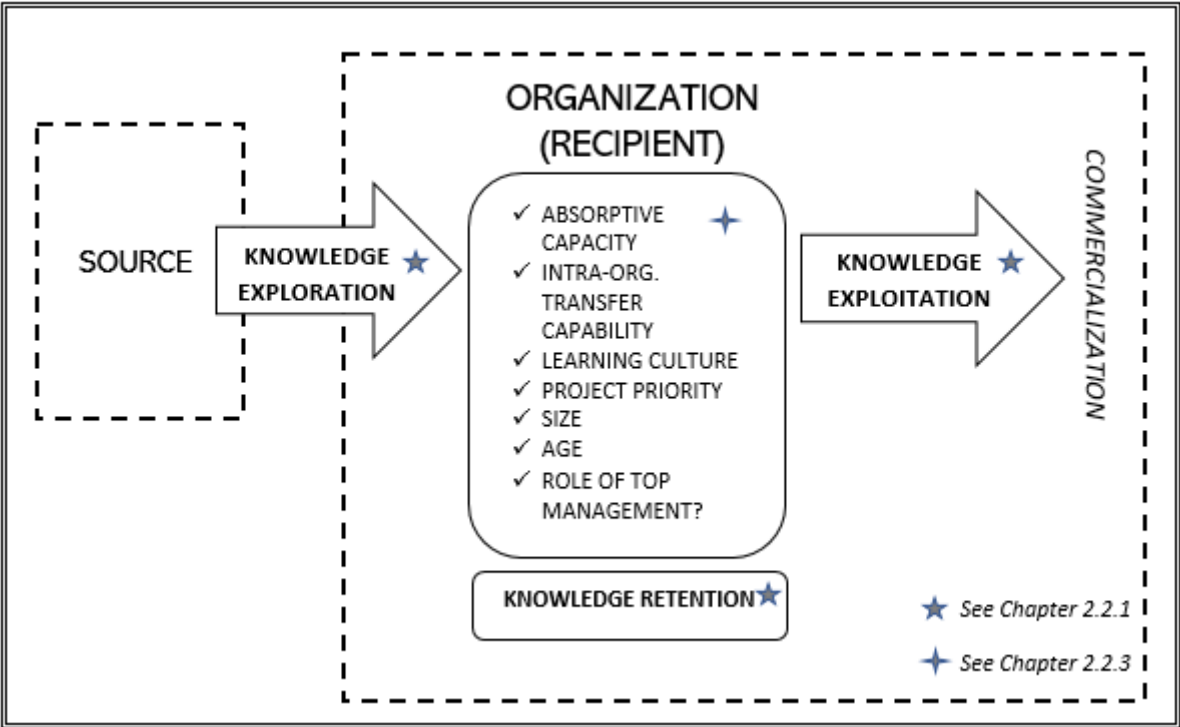 ORGANIZATION
(RECIPIENT)
SOURCE
KNOWLEDGE
EXPLORATION
✓ ABSORPTIVE
CAPACITY
✓ INTRA-ORG.
TRANSFER
CAPABILITY
✓ LEARNING CULTURE
✓ PROJECT PRIORITY
✓ SIZE
✓ AGE
✓ ROLE OF TOP
MANAGEMENT?
KNOWLEDGE
EXPLOITATION
COMMERCIALIZATION
KNOWLEDGE RETENTION
See Chapter 2.2.1
See Chapter 2.2.3